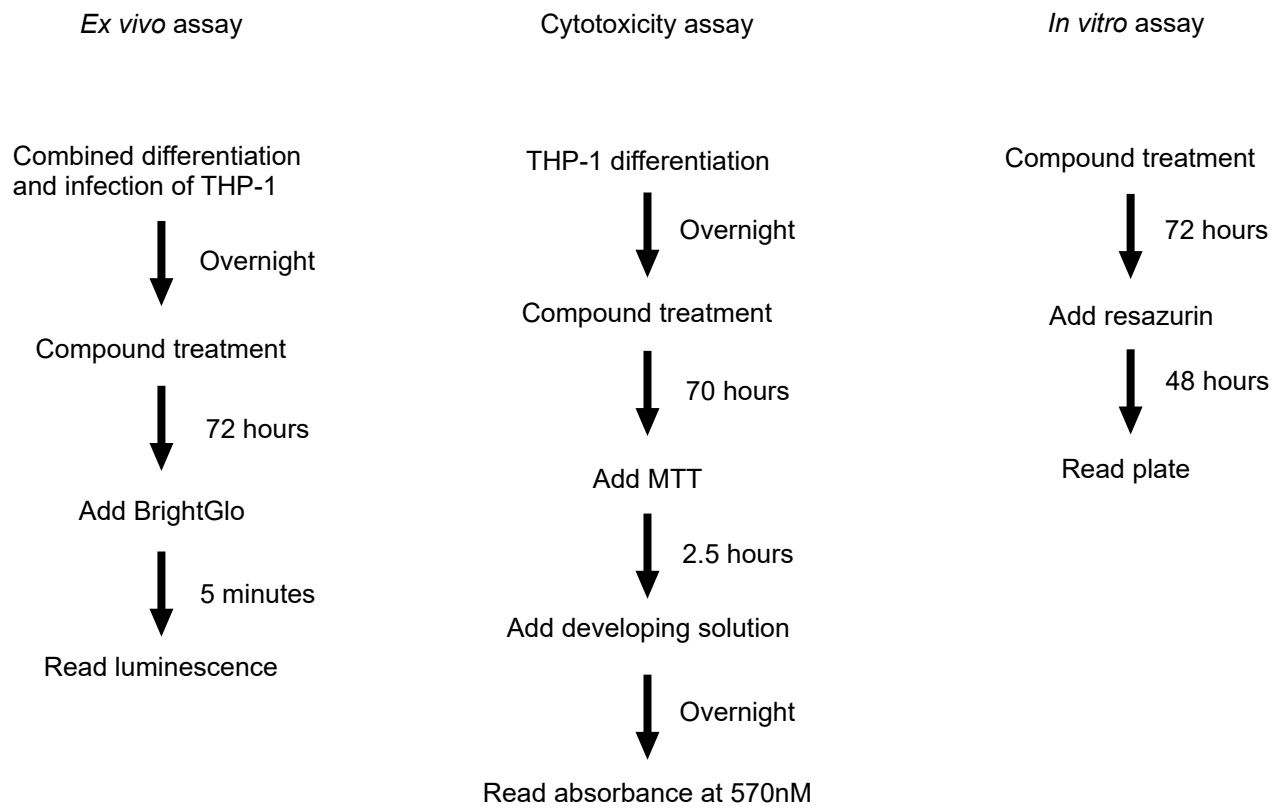 Ex vivo assay
Combined differentiation
and infection of THP-1
Overnight
Compound treatment
72 hours
Add BrightGlo
5 minutes
Read luminescence
Cytotoxicity assay
THP-1 differentiation
Overnight
Compound treatment
70 hours
Add MTT
2.5 hours
Add developing solution
Overnight
Read absorbance at 570nM
In vitro assay
Compound treatment
72 hours
Add resazurin
48 hours
Read plate